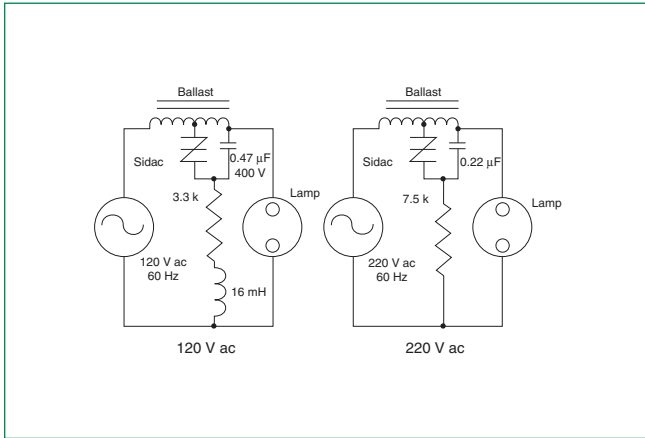 Ballast
Sidac
0.47 μF
400 V
3.3 k
Lamp
120 V ac
60 Hz
16 mH
120 V ac
Ballast
Sidac
0.22 μF
7.5 k
Lamp
220 V ac
60 Hz
220 V ac